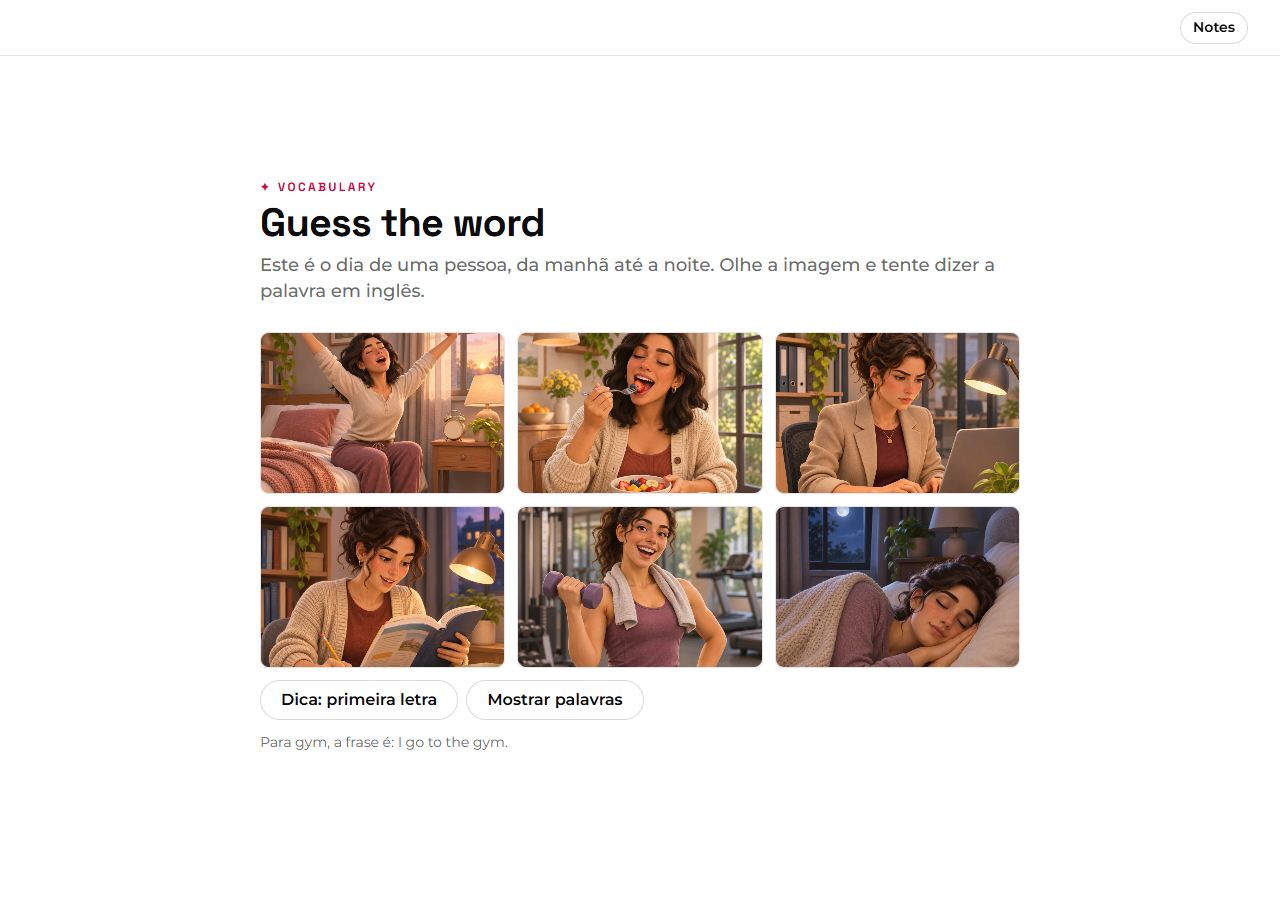 Notes
✦ VOCABULARY
Guess the word
Este é o dia de uma pessoa, da manhã até a noite. Olhe a imagem e tente dizer a
palavra em inglês.
Dica: primeira letra
Mostrar palavras
Para gym, a frase é: I go to the gym.